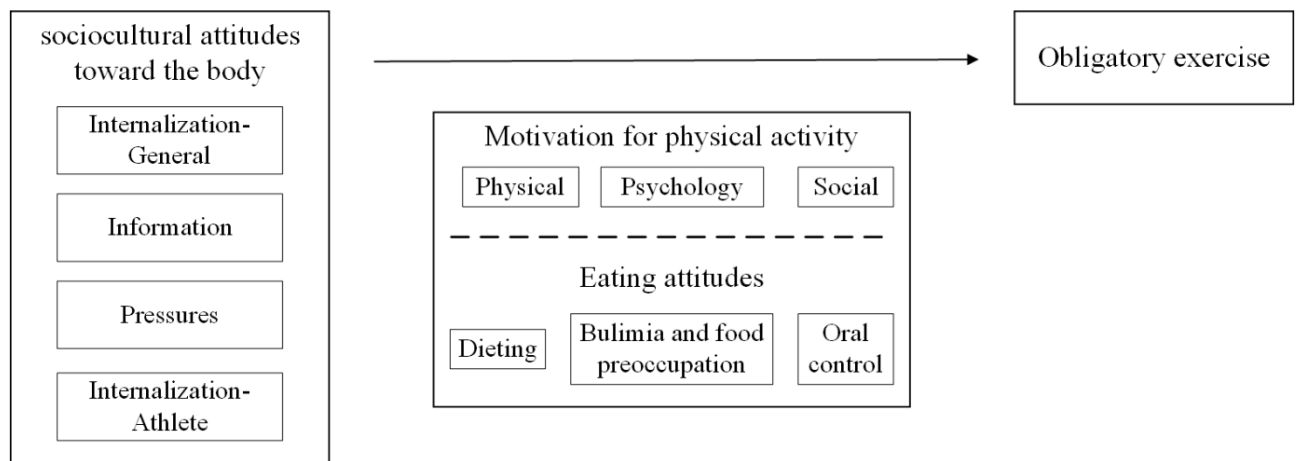 sociocultural attitudes
toward the body
Internalization-
General
Information
Pressures
Internalization-
Athlete
Motivation for physical activity
Physical
Psychology
Social
Eating attitudes
Dieting
Bulimia and food
preoccupation
Oral
control
Obligatory exercise